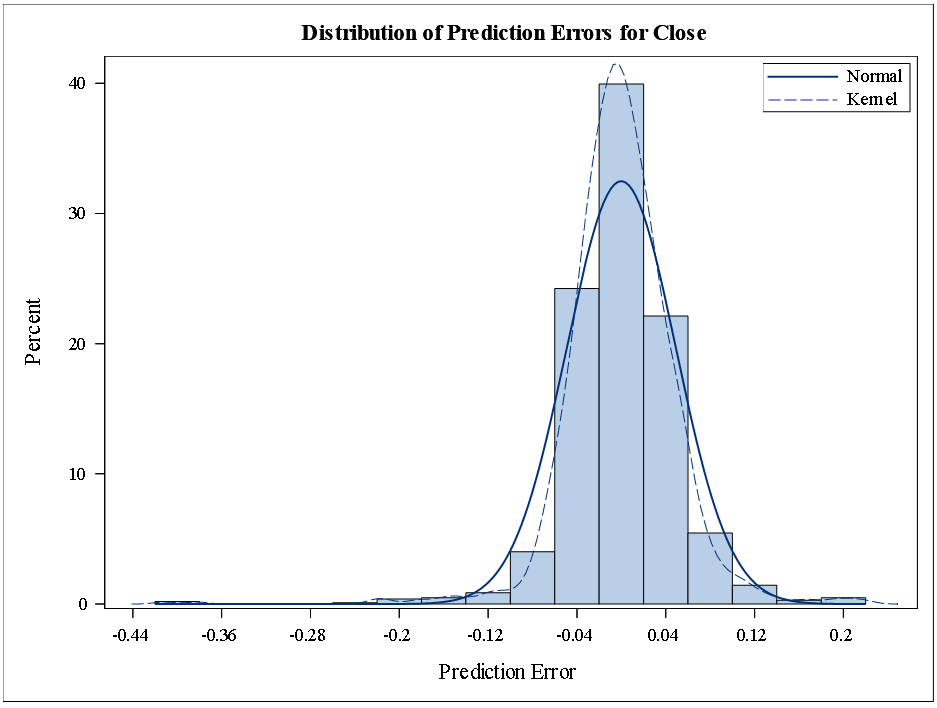 Distribution of Prediction Errors for Close
Normal
Kernel
40
30
20
10
0
Percent
-0.44 -0.36 -0.28 -0.2 -0.12 -0.04 0.04 0.12 0.2
Prediction Error